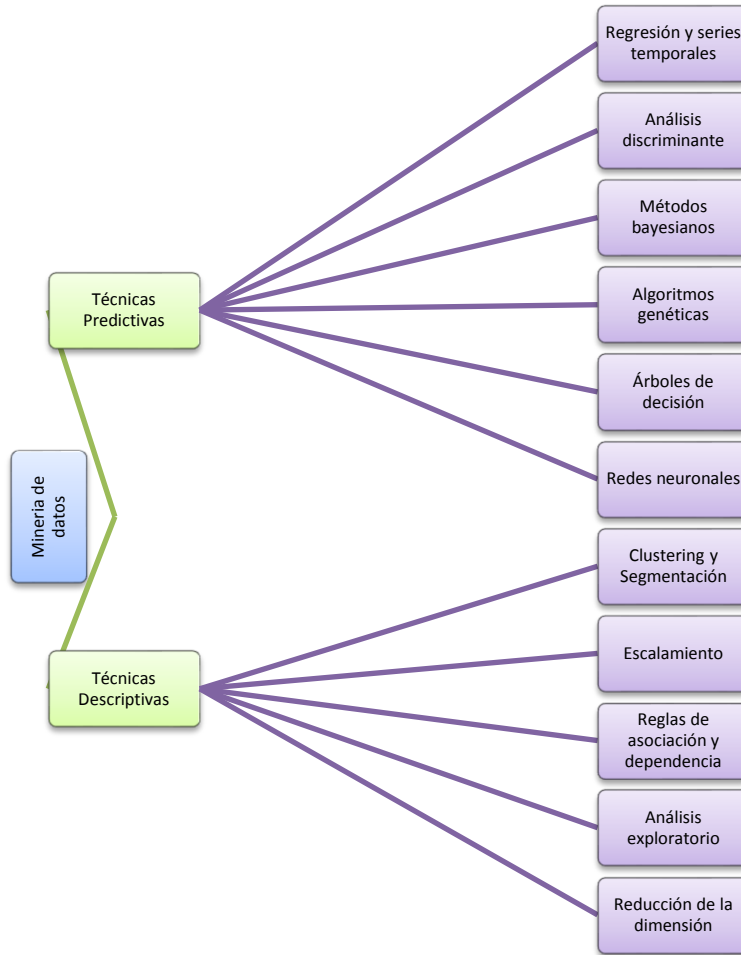 Mineria de
datos
Técnicas
Predictivas
Regresión y series
temporales
Análisis
discriminante
Métodos
bayesianos
Algoritmos
genéticas
Árboles de
decisión
Redes neuronales
Técnicas
Descriptivas
Clustering y
Segmentación
Escalamiento
Reglas de
asociación y
dependencia
Análisis
exploratorio
Reducción de la
dimensión